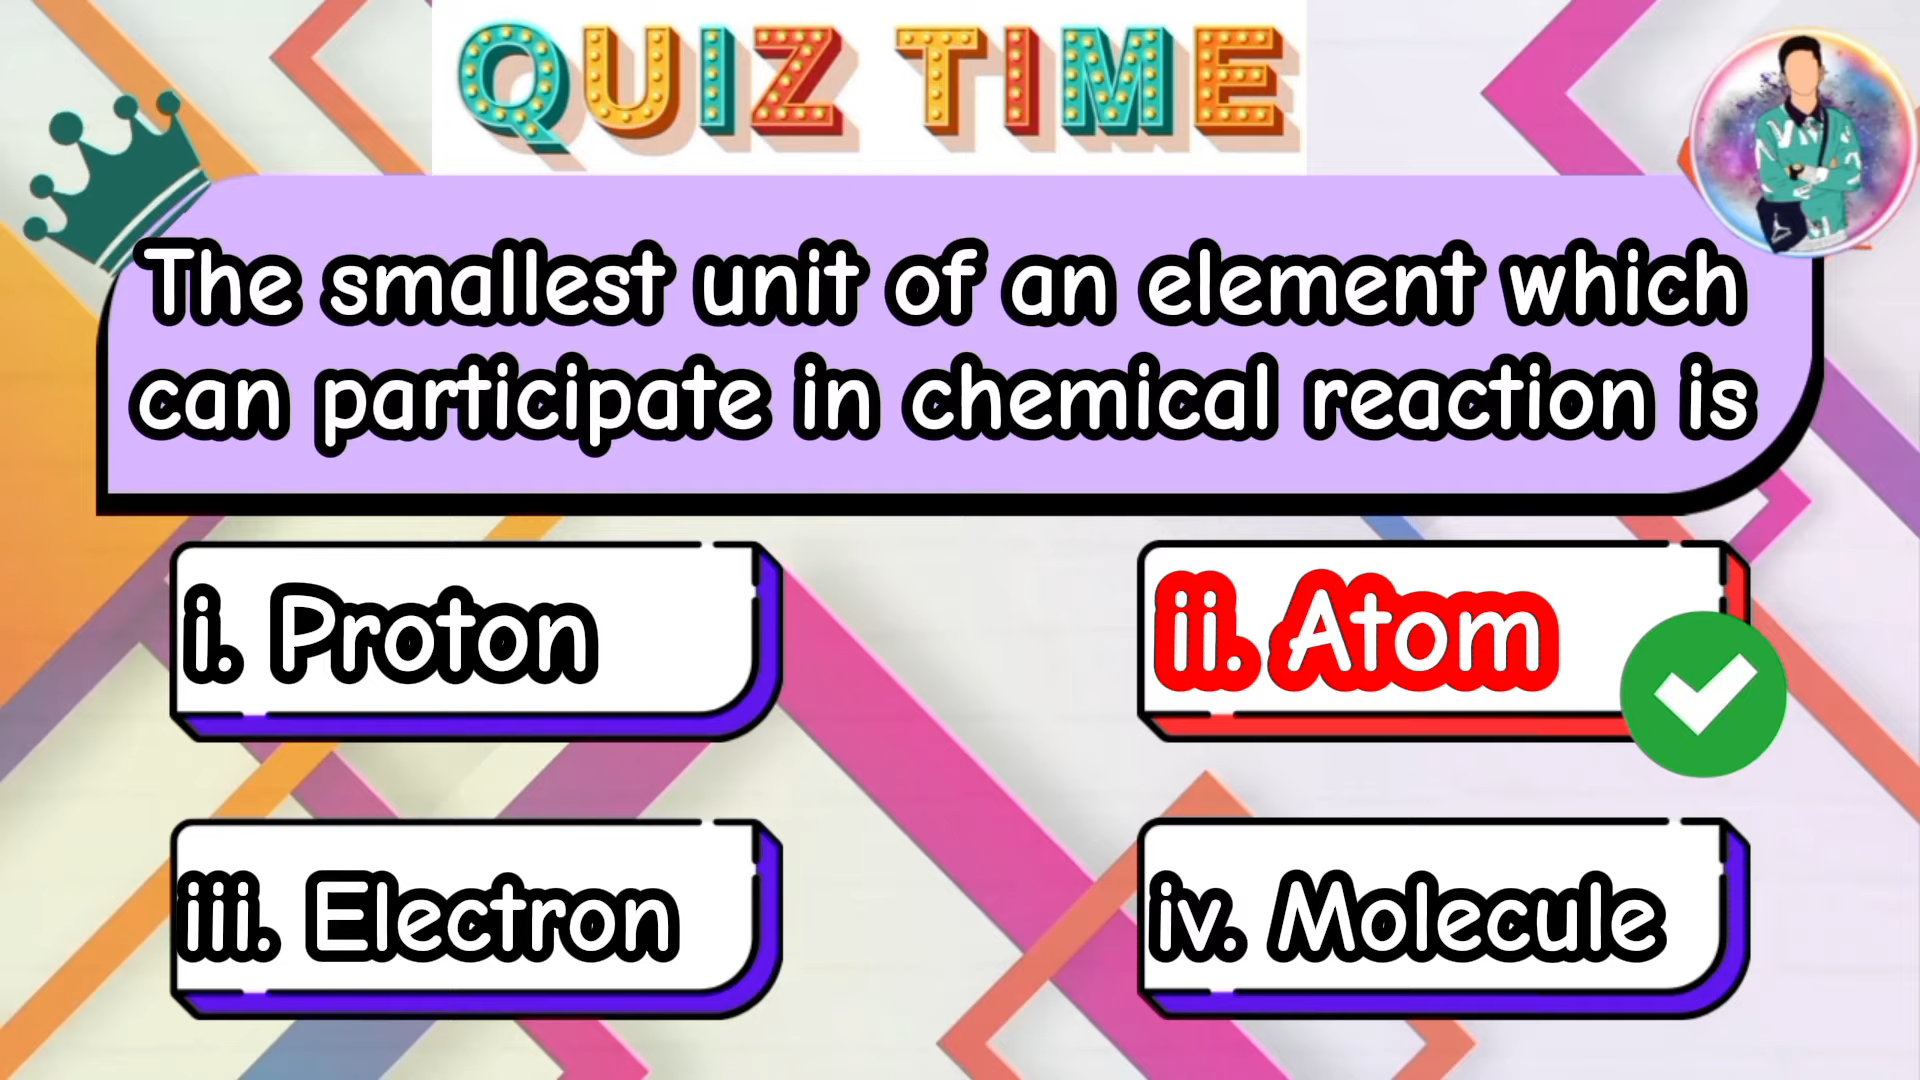 QUIZ TIME
The smallest unit of an element which
can participate in chemical reaction is
i. Proton
ii. Atom
iii. Electron
iv. Molecule